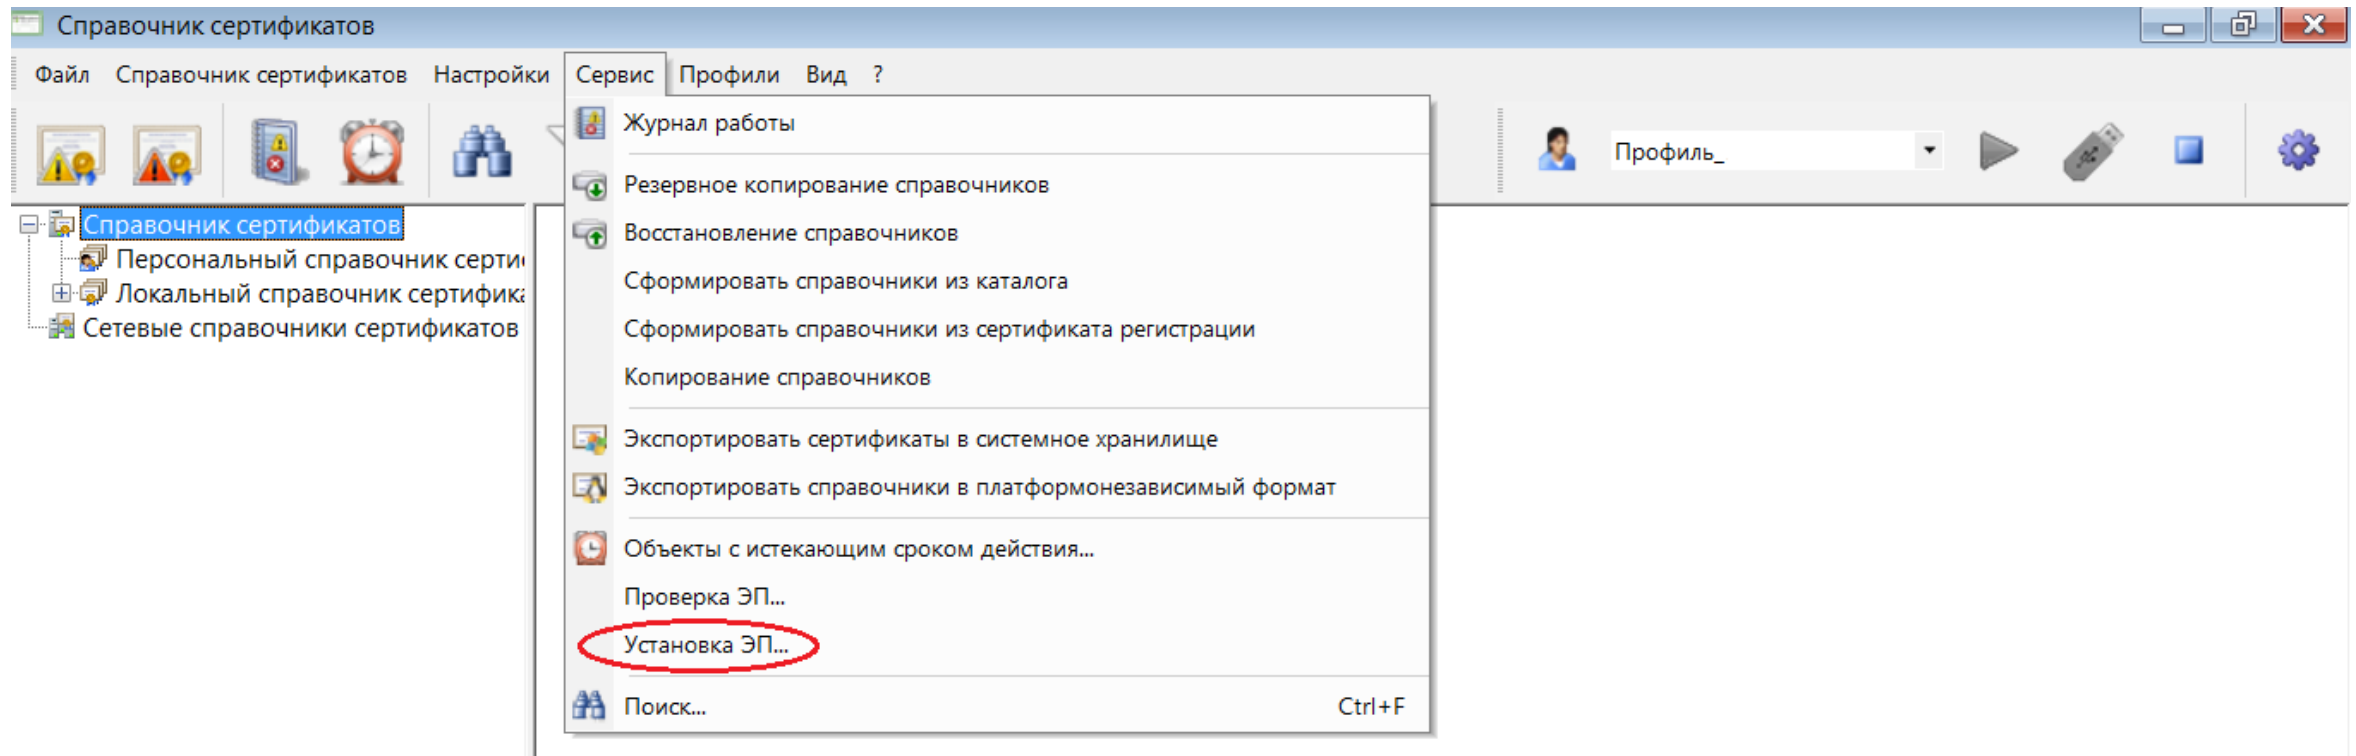 Справочник сертификатов
Файл Справочник сертификатов Настройки Сервис Профили Вид ?
Профиль_
Справочник сертификатов
Персональный справочник
Локальный справочник
Сетевые справочники сертификатов
Журнал работы
Резервное копирование справочников
Восстановление справочников
Сформировать справочники из каталога
Сформировать справочники из сертификата регистрации
Копирование справочников
Экспортировать сертификаты в системное хранилище
Экспортировать справочники в платформонезависимый формат
Объекты с истекающим сроком действия...
Проверка ЭП...
Установка ЭП...
Поиск... Ctrl+F